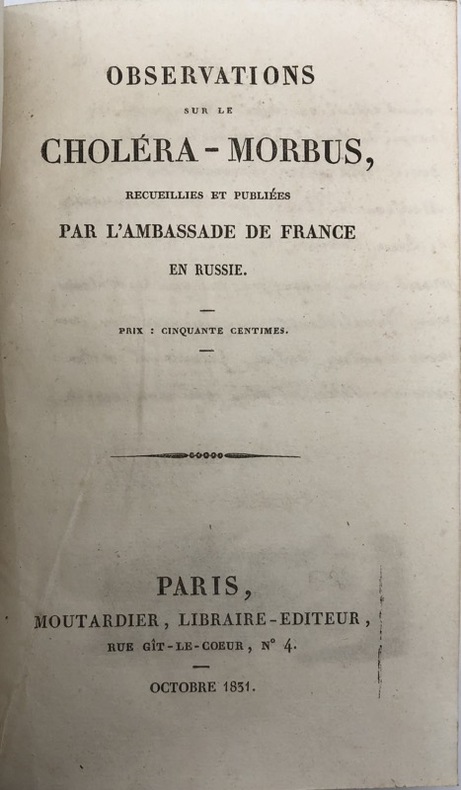 OBSERVATIONS
SUR LE
CHOLÉRA - MORBUS,
RECUEILLIES ET PUBLIÉES
PAR L'AMBASSADE DE FRANCE
EN RUSSIE.
PRIX : CINQUANTE CENTIMES.
PARIS,
MOUTARDIER, LIBRAIRE-EDITEUR,
RUE GÎT-LE-COEUR, N° 4.
OCTOBRE 1831.